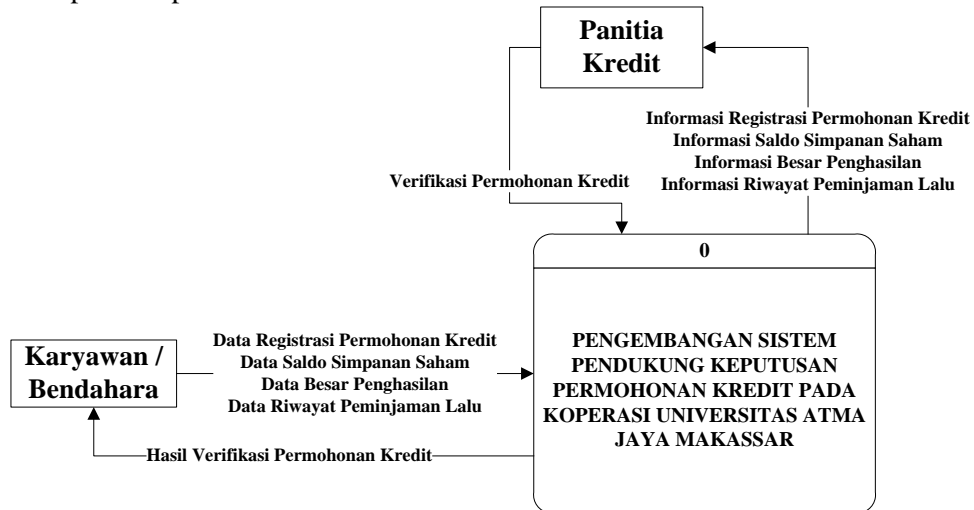 Panitia
Kredit
Informasi Registrasi Permohonan Kredit
Informasi Saldo Simpanan Saham
Informasi Besar Penghasilan
Informasi Riwayat Peminjaman Lalu
Verifikasi Permohonan Kredit
0
PENGEMBANGAN SISTEM
PENDUKUNG KEPUTUSAN
PERMOHONAN KREDIT PADA
KOPERASI UNIVERSITAS ATMA
JAYA MAKASSAR
Karyawan /
Bendahara
Data Registrasi Permohonan Kredit
Data Saldo Simpanan Saham
Data Besar Penghasilan
Data Riwayat Peminjaman Lalu
Hasil Verifikasi Permohonan Kredit